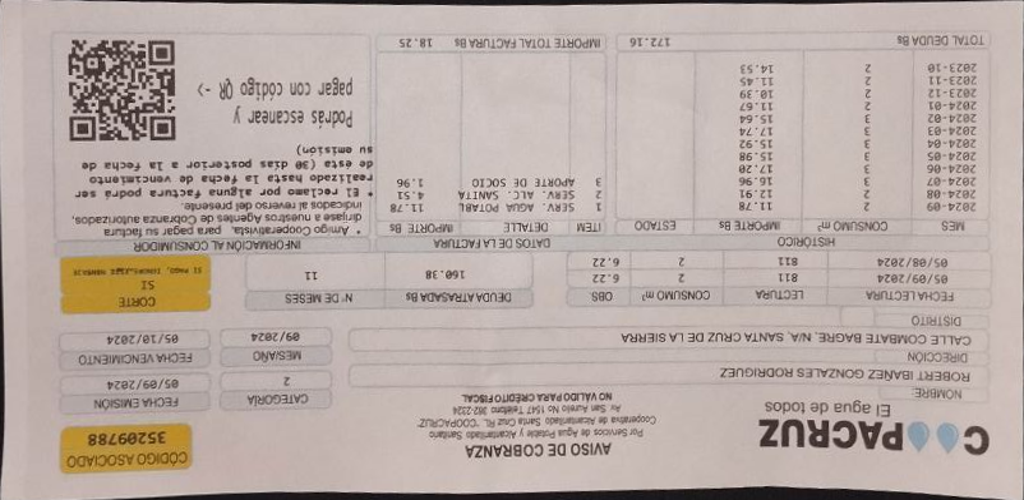 COOPACRUZ
El agua de todos
AVISO DE COBRANZA
Por Servicios de Agua Potable y Alcantarillado Sanitario
Cooperativa de Alcantarillado Santa Cruz RL. "COOPACRUZ"
Av. San Aurelio No 1547 Teléfono 362-2324
NO VALIDO PARA CRÉDITO FISCAL
CÓDIGO ASOCIADO
35209788
NOMBRE:
ROBERT IBAÑEZ GONZALES RODRIGUEZ
CATEGORÍA
2
FECHA EMISIÓN
05/09/2024
DIRECCIÓN
CALLE COMBATE BAGRE, N/A, SANTA CRUZ DE LA SIERRA
MES/AÑO
09/2024
FECHA VENCIMIENTO
05/10/2024
DISTRITO
FECHA LECTURA LECTURA CONSUMO m³ OBS
05/09/2024 811 2 6.22
05/08/2024 811 2 6.22
DEUDA ATRASADA Bs
160.38
N° DE MESES
11
CORTE
SI
SI PAGO,
HISTÓRICO
MES CONSUMO m³ IMPORTE Bs ESTADO
2024-09 2 11.78
2024-08 2 12.91
2024-07 3 16.96
2024-06 3 17.20
2024-05 3 15.98
2024-04 3 15.92
2024-03 3 17.74
2024-02 3 15.64
2024-01 2 11.67
2023-12 2 10.39
2023-11 2 11.45
2023-10 2 14.53
TOTAL DEUDA Bs 172.16
DATOS DE LA FACTURA
ITEM DETALLE IMPORTE Bs
1 SERV. AGUA POTABL 11.78
2 SERV. ALC. SANITA 4.51
3 APORTE DE SOCIO 1.96
IMPORTE TOTAL FACTURA Bs 18.25
INFORMACIÓN AL CONSUMIDOR
* Amigo Cooperativista, para pagar su factura
diríjase a nuestros Agentes de Cobranza autorizados,
indicados al reverso del presente.
* El reclamo por alguna factura podrá ser
realizado hasta la fecha de vencimiento
de ésta (30 días posterior a la fecha de
su emisión)
Podrás escanear y
pagar con código QR ->